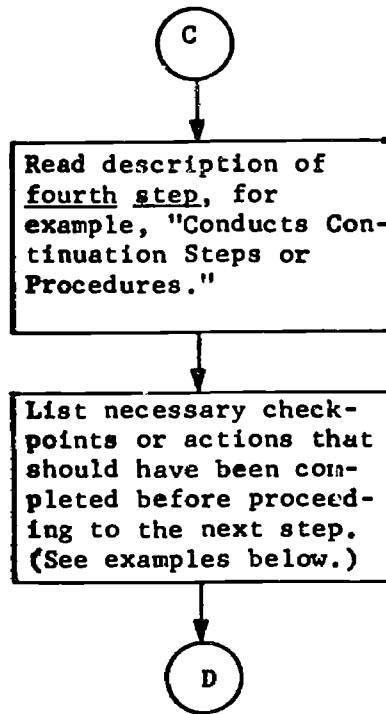 C
Read description of
fourth step, for
example, "Conducts Con-
tinuation Steps or
Procedures."
List necessary check-
points or actions that
should have been com-
pleted before proceed-
ing to the next step.
(See examples below.)
D